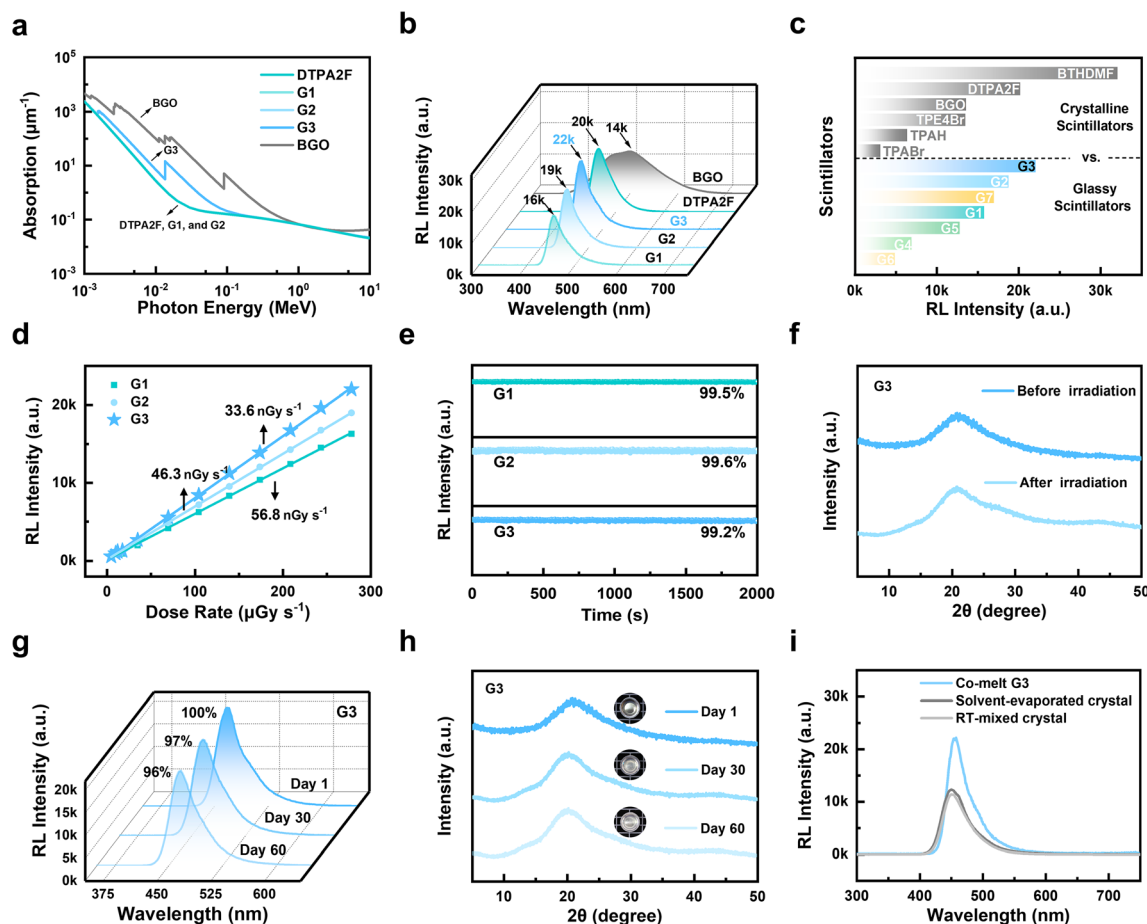 a
Absorption (μm⁻¹)
10⁵
10³
10¹
10⁻¹
10⁻³
10⁻³
10⁻²
10⁻¹
10⁰
10¹
Photon Energy (MeV)
DTPA2F
G1
G2
G3
BGO
BGO
G3
DTPA2F, G1, and G2
b
RL Intensity (a.u.)
30k
20k
10k
0k
300
400
500
600
700
Wavelength (nm)
16k
19k
22k
20k
14k
BGO
DTPA2F
G3
G2
G1
c
Scintillators
BTHDMF
DTPA2F
BGO
TPE4Br
TPAH
TPABr
Crystalline
Scintillators
vs.
Glassy
Scintillators
G3
G2
G7
G1
G5
G4
G6
0k
10k
20k
30k
RL Intensity (a.u.)
d
RL Intensity (a.u.)
20k
10k
0k
0
50
100
150
200
250
300
Dose Rate (μGy s⁻¹)
G1
G2
G3
33.6 nGy s⁻¹
46.3 nGy s⁻¹
56.8 nGy s⁻¹
e
RL Intensity (a.u.)
G1
99.5%
G2
99.6%
G3
99.2%
0
500
1000
1500
2000
Time (s)
f
Intensity (a.u.)
G3
Before irradiation
After irradiation
10
20
30
40
50
2θ (degree)
g
RL Intensity (a.u.)
20k
15k
10k
5k
0k
375
450
525
600
Wavelength (nm)
G3
100%
97%
96%
Day 1
Day 30
Day 60
h
Intensity (a.u.)
G3
Day 1
Day 30
Day 60
10
20
30
40
50
2θ (degree)
i
RL Intensity (a.u.)
30k
20k
10k
0k
300
400
500
600
700
Wavelength (nm)
Co-melt G3
Solvent-evaporated crystal
RT-mixed crystal